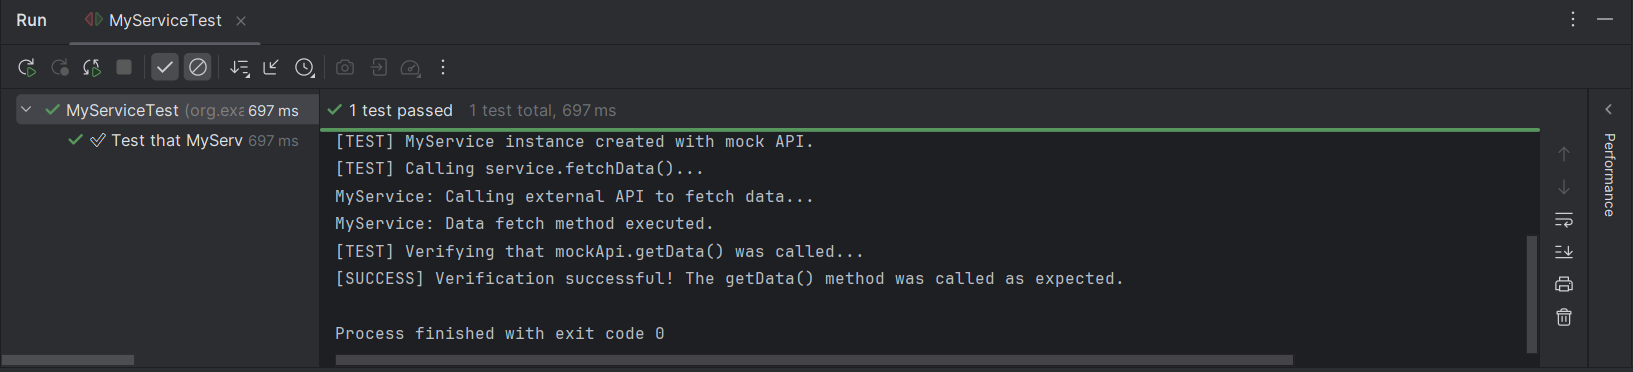 Run
MyServiceTest
MyServiceTest (org.exa 697 ms
Test that MyServ 697 ms
1 test passed 1 test total, 697 ms
[TEST] MyService instance created with mock API.
[TEST] Calling service.fetchData()...
MyService: Calling external API to fetch data...
MyService: Data fetch method executed.
[TEST] Verifying that mockApi.getData() was called...
[SUCCESS] Verification successful! The getData() method was called as expected.
Process finished with exit code 0
Performance